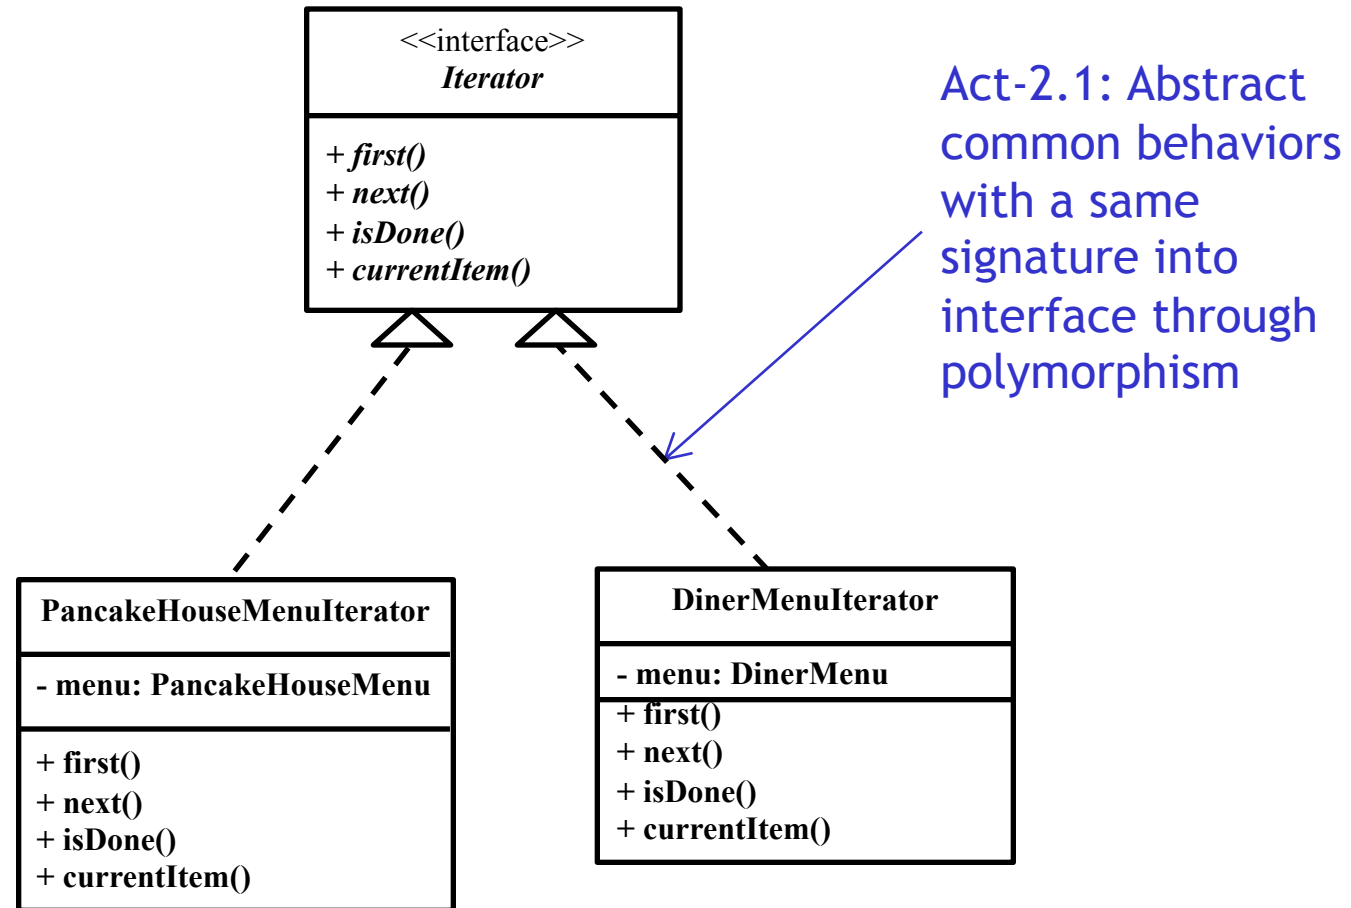 <<interface>>
Iterator
+ first()
+ next()
+ isDone()
+ currentItem()
Act-2.1: Abstract
common behaviors
with a same
signature into
interface through
polymorphism
PancakeHouseMenuIterator
- menu: PancakeHouseMenu
+ first()
+ next()
+ isDone()
+ currentItem()
DinerMenuIterator
- menu: DinerMenu
+ first()
+ next()
+ isDone()
+ currentItem()